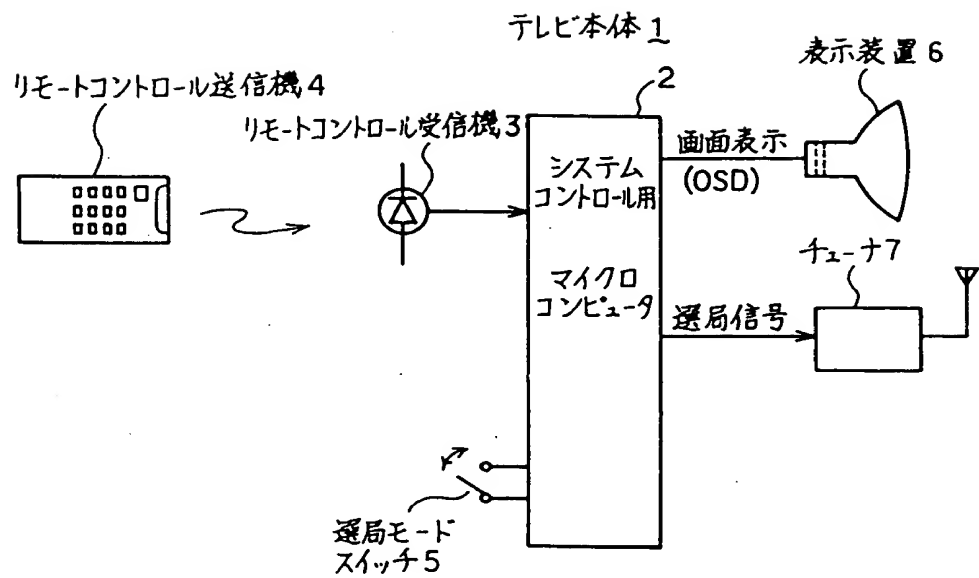 テレビ本体 1
リモートコントロール送信機 4
リモートコントロール受信機 3
2
表示装置 6
システム
コントロール用
マイクロ
コンピュータ
画面表示
(OSD)
チューナ 7
選局信号
選局モード
スイッチ 5